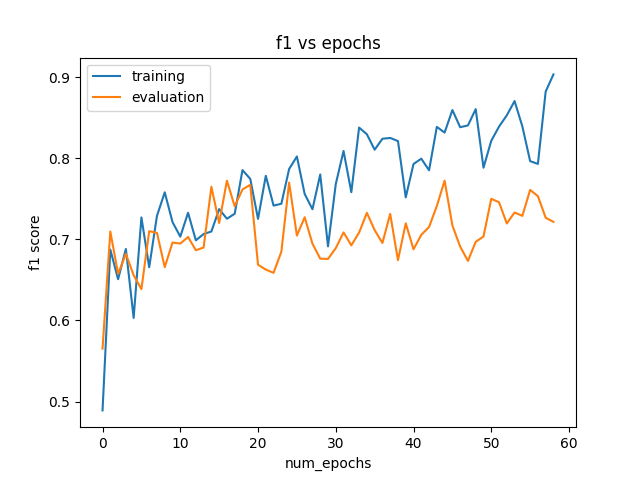 f1 vs epochs
training
evaluation
0.9
0.8
0.7
0.6
0.5
f1 score
0 10 20 30 40 50 60
num_epochs